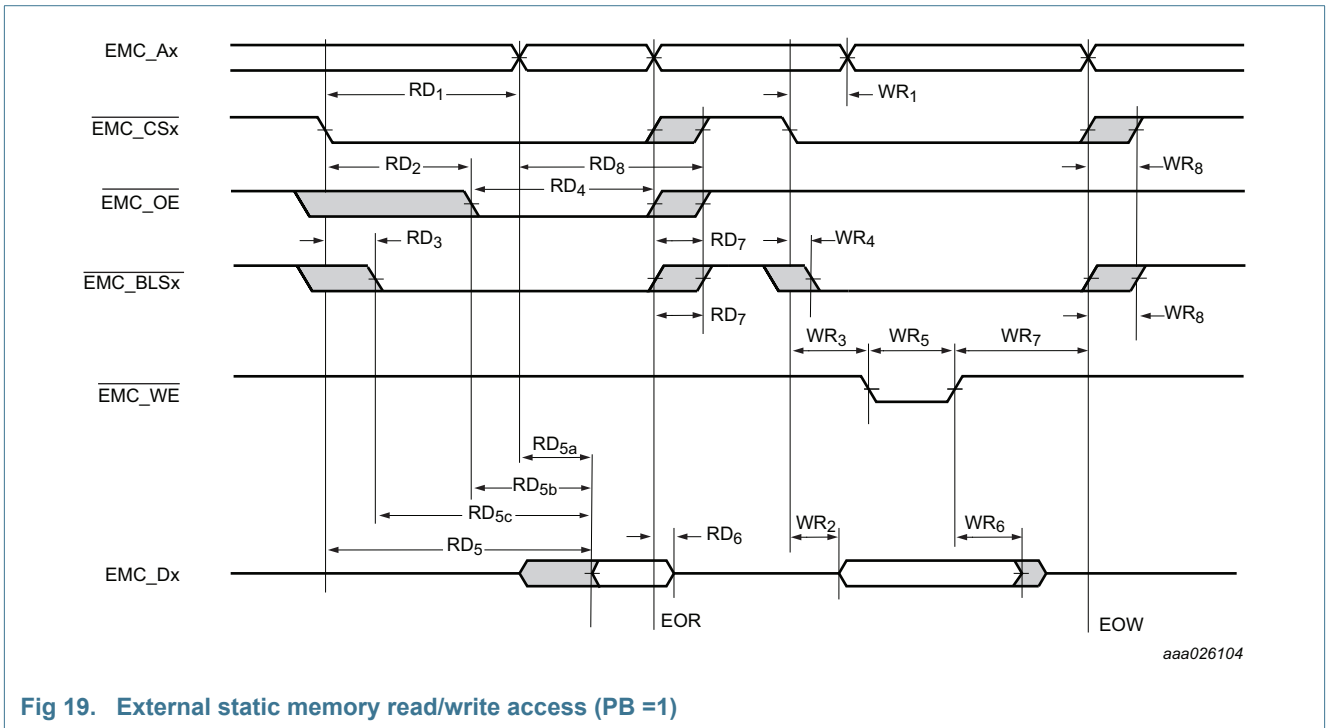 EMC_Ax
RD1
WR1
EMC_CSx
RD2
RD8
WR8
EMC_OE
RD4
RD3
RD7
WR4
EMC_BLSx
RD7
WR8
WR3
WR5
WR7
EMC_WE
RD5a
RD5b
RD5c
WR2
WR6
RD5
RD6
EMC_Dx
EOR
EOW
aaa026104
Fig 19. External static memory read/write access (PB =1)